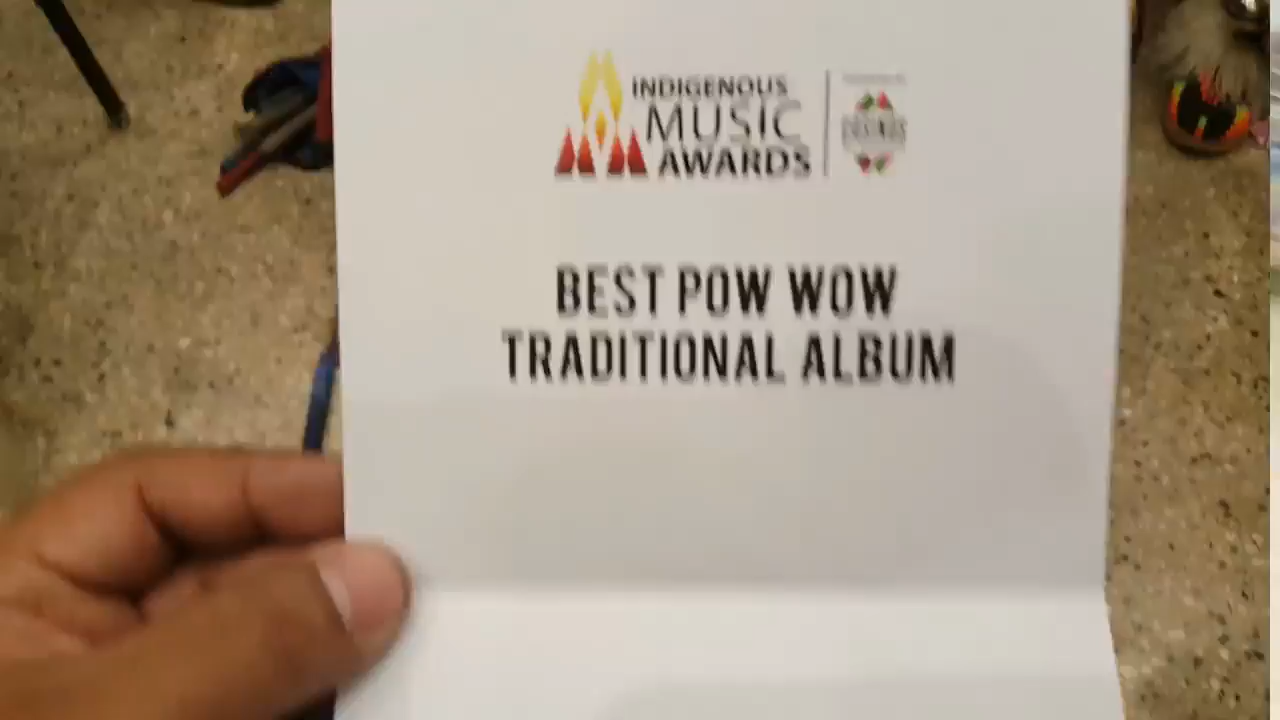 INDIGENOUS
MUSIC
AWARDS
BEST POW WOW
TRADITIONAL ALBUM